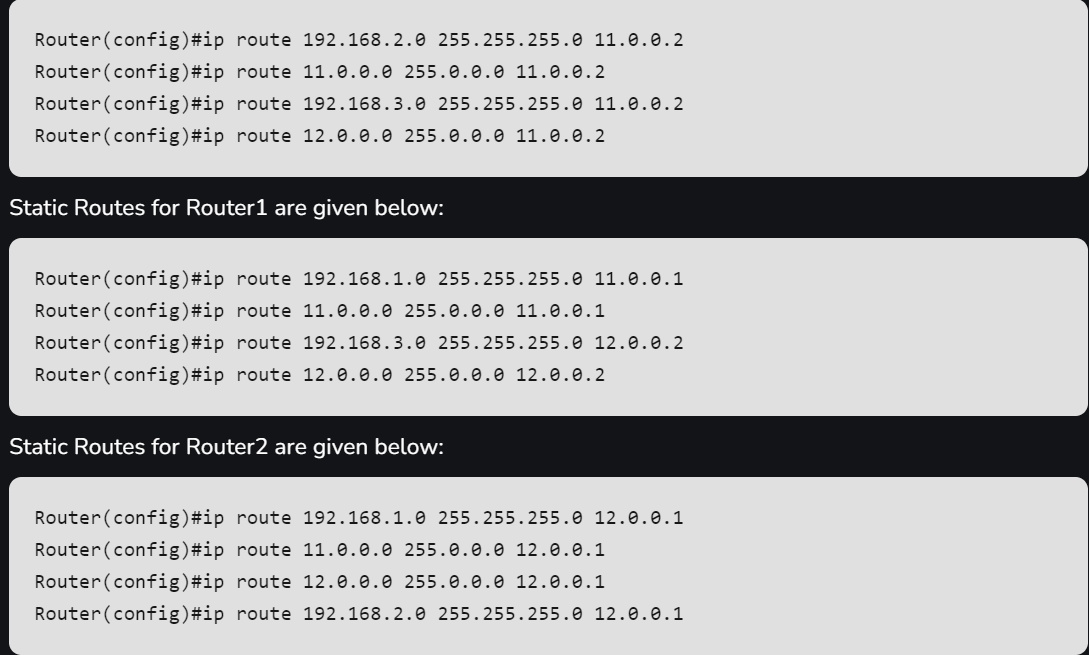 Router(config)#ip route 192.168.2.0 255.255.255.0 11.0.0.2
Router(config)#ip route 11.0.0.0 255.0.0.0 11.0.0.2
Router(config)#ip route 192.168.3.0 255.255.255.0 11.0.0.2
Router(config)#ip route 12.0.0.0 255.0.0.0 11.0.0.2
Static Routes for Router1 are given below:
Router(config)#ip route 192.168.1.0 255.255.255.0 11.0.0.1
Router(config)#ip route 11.0.0.0 255.0.0.0 11.0.0.1
Router(config)#ip route 192.168.3.0 255.255.255.0 12.0.0.2
Router(config)#ip route 12.0.0.0 255.0.0.0 12.0.0.2
Static Routes for Router2 are given below:
Router(config)#ip route 192.168.1.0 255.255.255.0 12.0.0.1
Router(config)#ip route 11.0.0.0 255.0.0.0 12.0.0.1
Router(config)#ip route 12.0.0.0 255.0.0.0 12.0.0.1
Router(config)#ip route 192.168.2.0 255.255.255.0 12.0.0.1